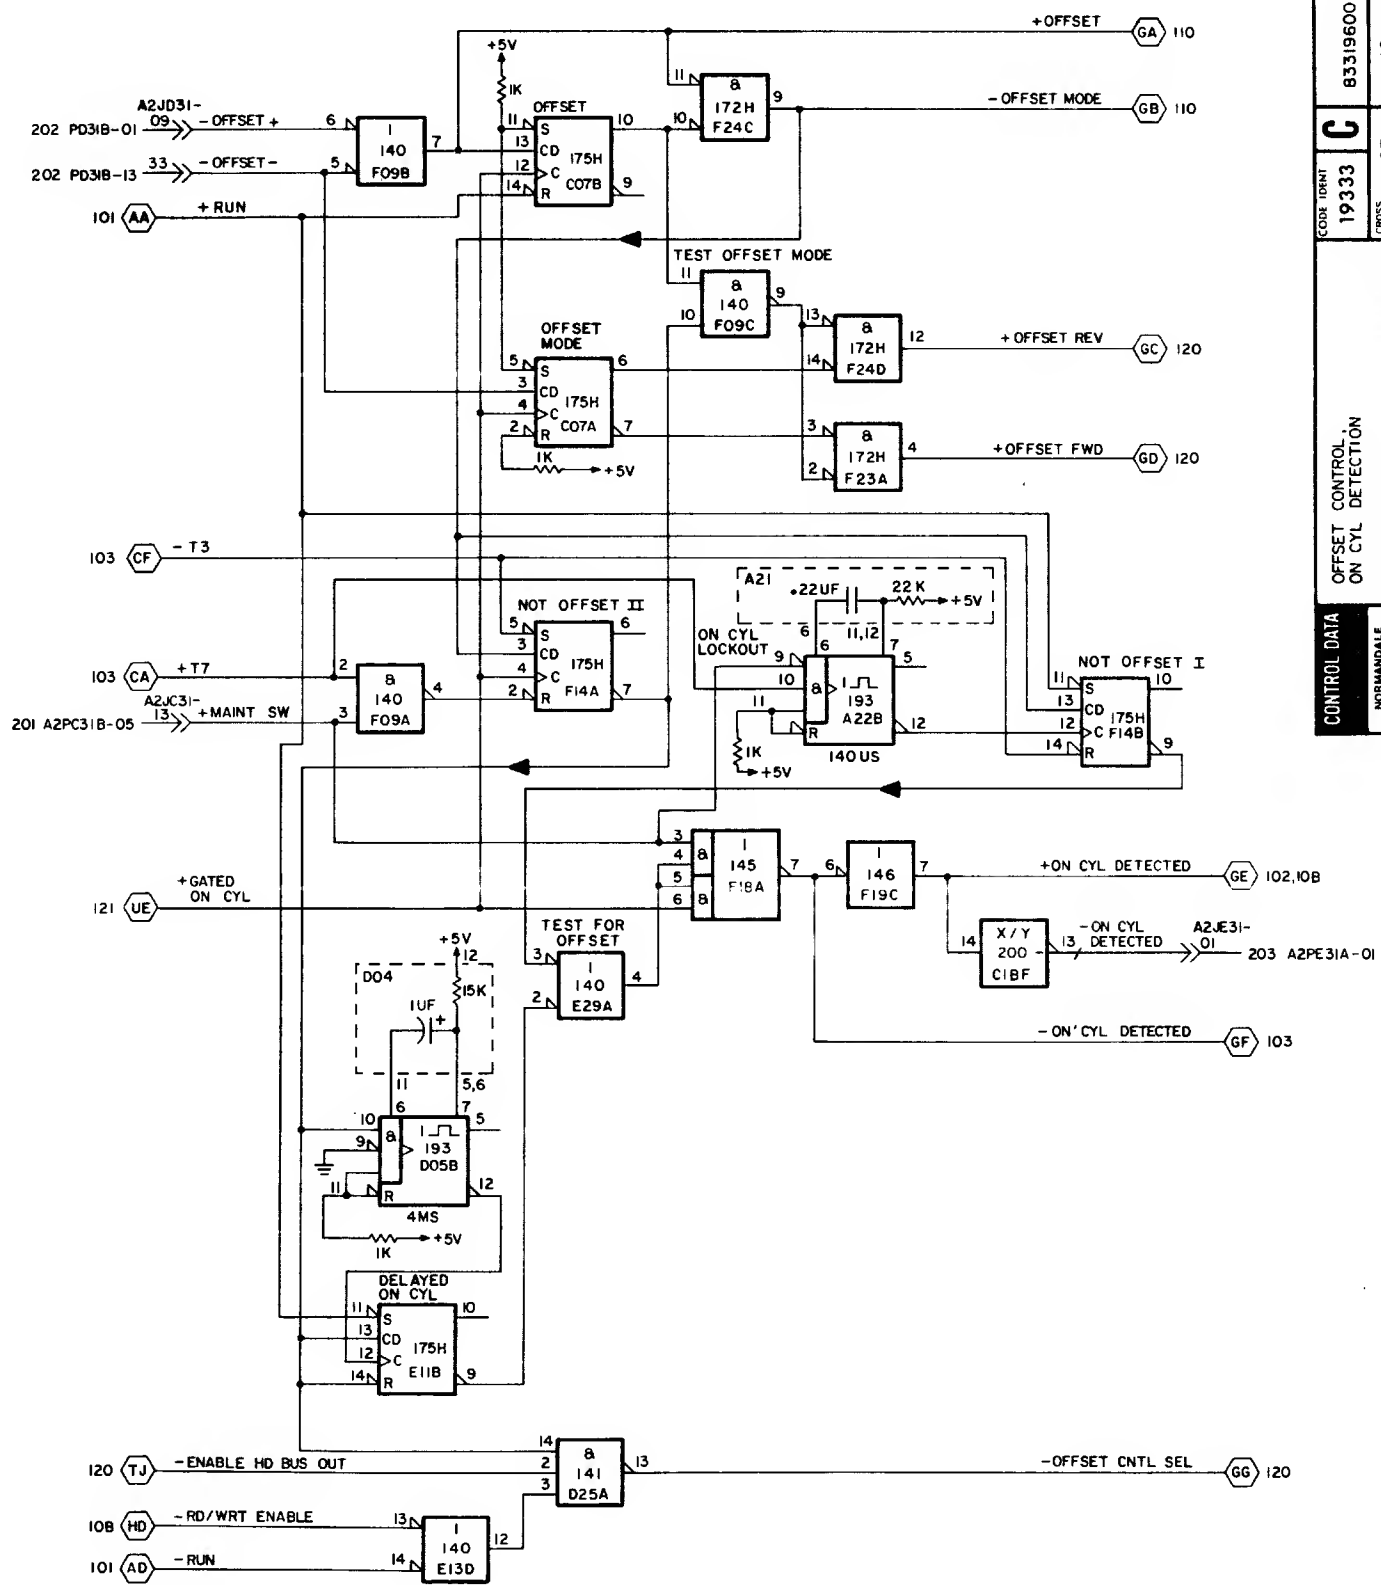 +OFFSET
GA 110
+5V
1K
A2JD31-
202 PD31B-01 09 -OFFSET+
202 PD31B-13 33 -OFFSET-
6
5
1
140
F09B
7
101 AA +RUN
OFFSET
11 S
13 CD
12 C
14 R
175H
C07B
10
9
11
10
&
172H
F24C
9
-OFFSET MODE
GB 110
TEST OFFSET MODE
11
10
&
140
F09C
9
OFFSET
MODE
5 S
3 CD
4 C
2 R
175H
C07A
6
7
1K
+5V
13
14
&
172H
F24D
12
+OFFSET REV
GC 120
3
2
&
172H
F23A
4
+OFFSET FWD
GD 120
103 CF -T3
103 CA +T7
A2JC31-
201 A2PC31B-05 13 +MAINT SW
2
3
&
140
F09A
4
NOT OFFSET II
5 S
3 CD
4 C
2 R
175H
F14A
6
7
A21
.22UF
22K
+5V
6
11,12
ON CYL
LOCKOUT
6
7
9
10
11
&
1
193
A22B
R
5
12
140US
1K
+5V
NOT OFFSET I
11 S
13 CD
12 C
14 R
175H
F14B
10
9
121 UE +GATED
ON CYL
3
4
5
6
&
&
1
145
F18A
7
6
1
146
F19C
7
+ON CYL DETECTED
GE 102,108
14
X/Y
200
C18F
13
-ON CYL
DETECTED
A2JE31-
01
203 A2PE31A-01
-ON CYL DETECTED
GF 103
TEST FOR
OFFSET
3
2
1
140
E29A
4
+5V
12
D04
15K
1UF
+
11
5,6
6
7
10
9
11
&
1
193
D05B
R
5
12
4MS
1K
+5V
DELAYED
ON CYL
11 S
13 CD
12 C
14 R
175H
E11B
10
9
120 TJ -ENABLE HD BUS OUT
14
2
3
&
141
D25A
13
-OFFSET CNTL SEL
GG 120
108 HD -RD/WRT ENABLE
101 AD -RUN
13
14
1
140
E13D
12
83319600
C
CODE IDENT
19333
CROSS
OFFSET CONTROL,
ON CYL DETECTION
CONTROL DATA
NORMANDALE